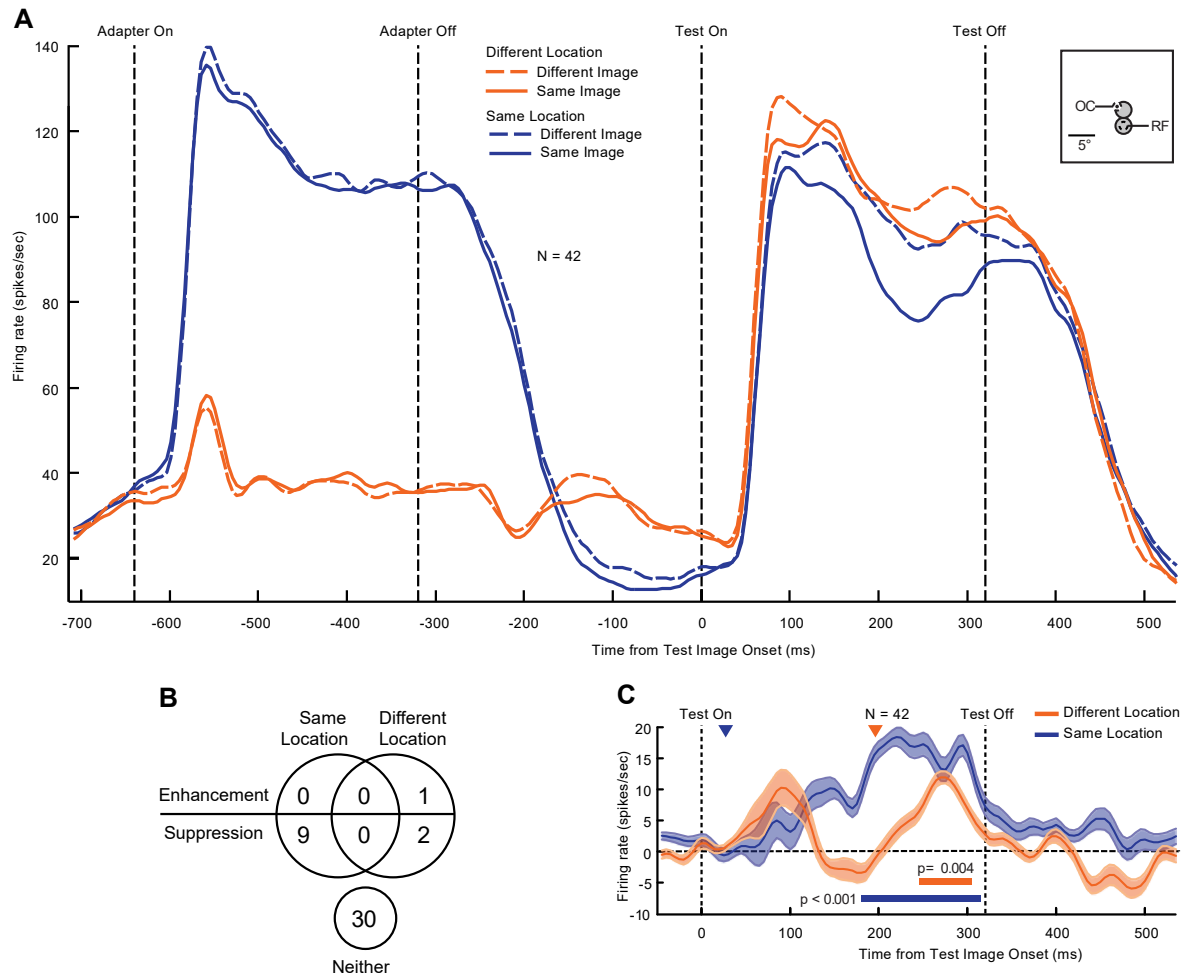 A
Adapter On
Adapter Off
Test On
Test Off
140
120
100
80
60
40
20
Firing rate (spikes/sec)
Different Location
Different Image
Same Image
Same Location
Different Image
Same Image
N = 42
OC
RF
5°
-700 -600 -500 -400 -300 -200 -100 0 100 200 300 400 500
Time from Test Image Onset (ms)
B
Same Location
Different Location
Enhancement 0 0 1
Suppression 9 0 2
30
Neither
C
Test On
N = 42
Test Off
Different Location
Same Location
20
15
10
5
0
-5
-10
Firing rate (spikes/sec)
p= 0.004
p < 0.001
0 100 200 300 400 500
Time from Test Image Onset (ms)